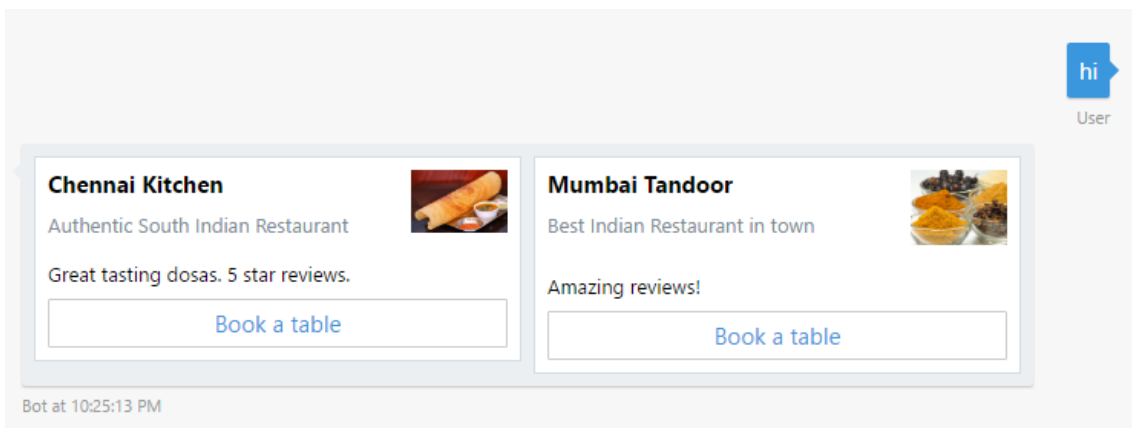 hi
User
Chennai Kitchen
Authentic South Indian Restaurant
Great tasting dosas. 5 star reviews.
Book a table
Mumbai Tandoor
Best Indian Restaurant in town
Amazing reviews!
Book a table
Bot at 10:25:13 PM